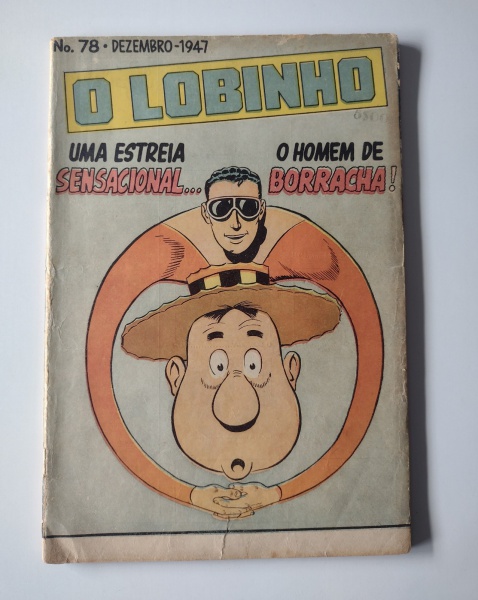 No. 78 • DEZEMBRO-1947
O LOBINHO
UMA ESTREIA
SENSACIONAL...
O HOMEM DE
BORRACHA!